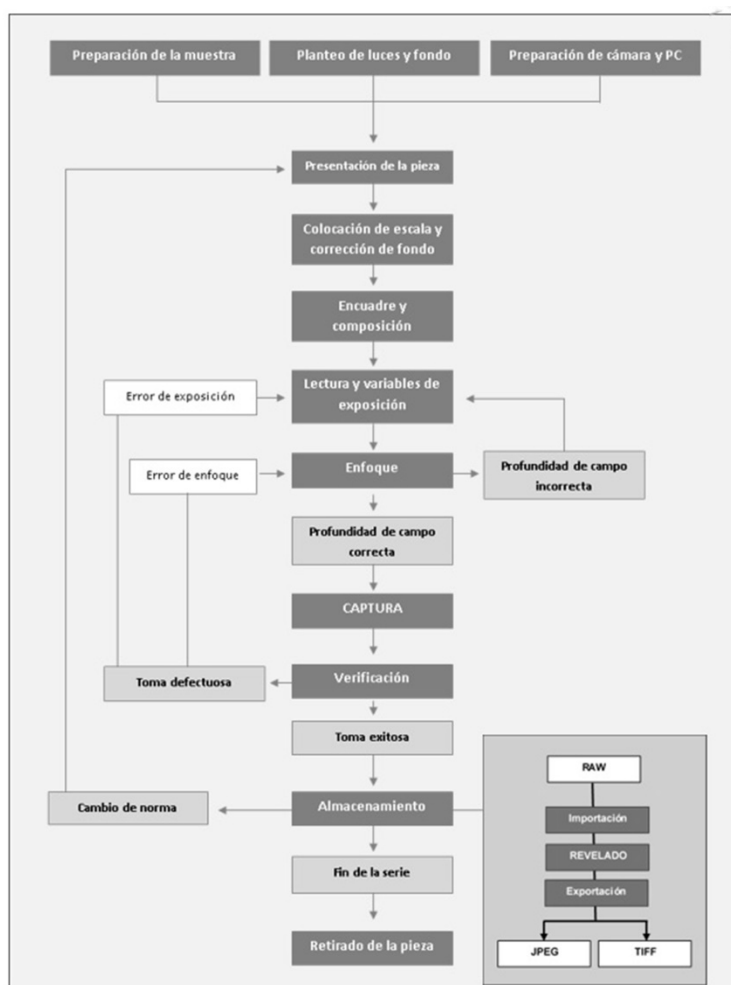 Preparación de la muestra
Planteo de luces y fondo
Preparación de cámara y PC
Presentación de la pieza
Colocación de escala y
corrección de fondo
Encuadre y
composición
Lectura y variables de
exposición
Error de exposición
Enfoque
Error de enfoque
Profundidad de campo
incorrecta
Profundidad de campo
correcta
CAPTURA
Verificación
Toma defectuosa
Toma exitosa
Almacenamiento
Cambio de norma
Fin de la serie
Retirado de la pieza
RAW
Importación
REVELADO
Exportación
JPEG
TIFF